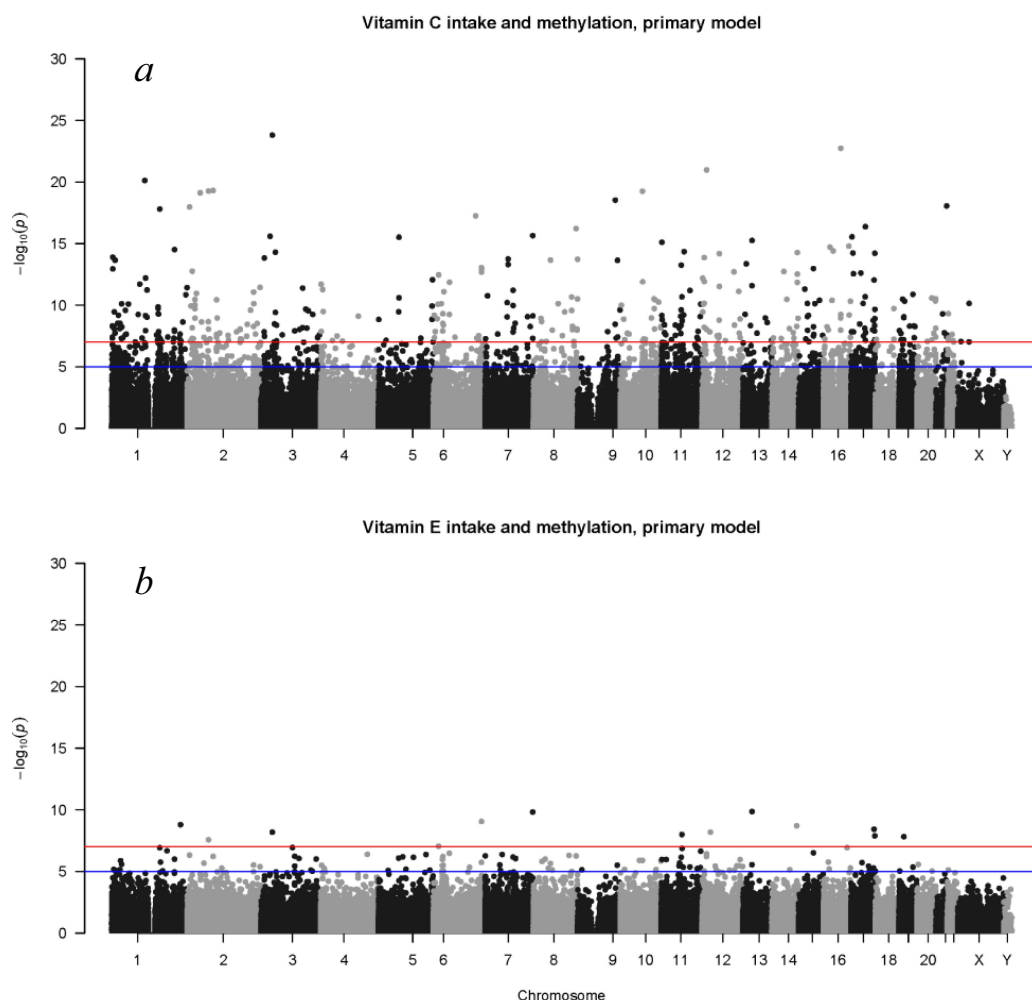 Vitamin C intake and methylation, primary model
a
30
25
20
15
10
5
0
−log₁₀(p)
1 2 3 4 5 6 7 8 9 10 11 12 13 14 16 18 20 X Y
Vitamin E intake and methylation, primary model
b
30
25
20
15
10
5
0
−log₁₀(p)
1 2 3 4 5 6 7 8 9 10 11 12 13 14 16 18 20 X Y
Chromosome